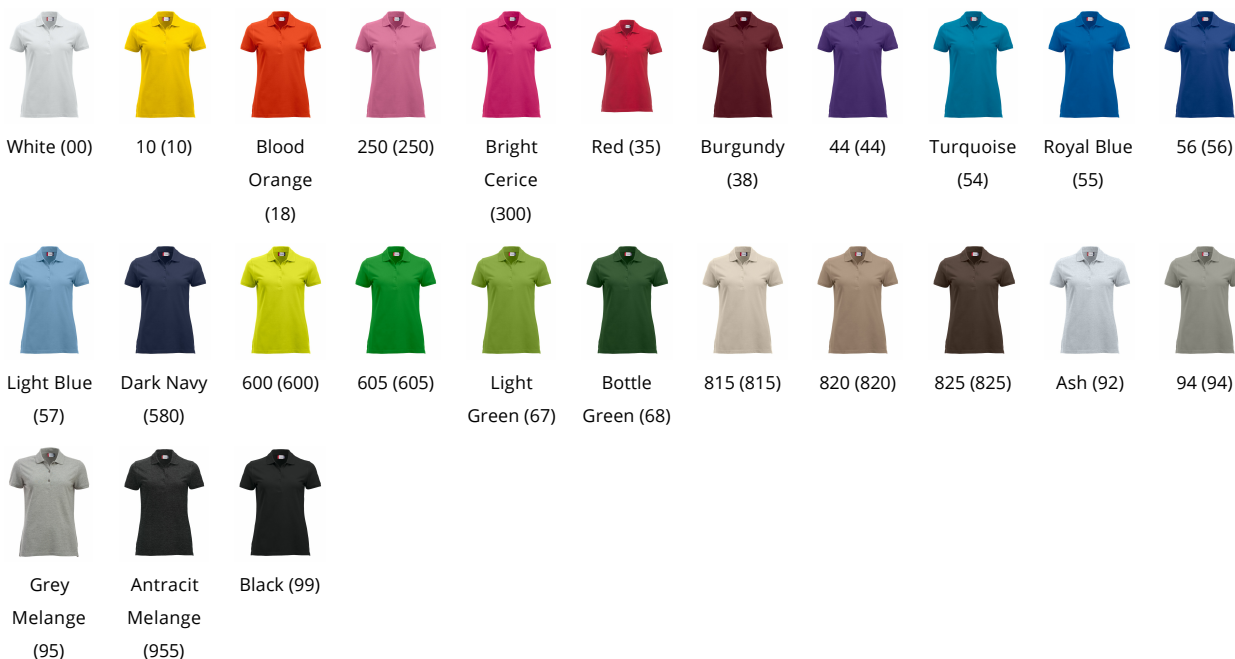 White (00)
10 (10)
Blood
Orange
(18)
250 (250)
Bright
Cerice
(300)
Red (35)
Burgundy
(38)
44 (44)
Turquoise
(54)
Royal Blue
(55)
56 (56)
Light Blue
(57)
Dark Navy
(580)
600 (600)
605 (605)
Light
Green (67)
Bottle
Green (68)
815 (815)
820 (820)
825 (825)
Ash (92)
94 (94)
Grey
Melange
(95)
Antracit
Melange
(955)
Black (99)